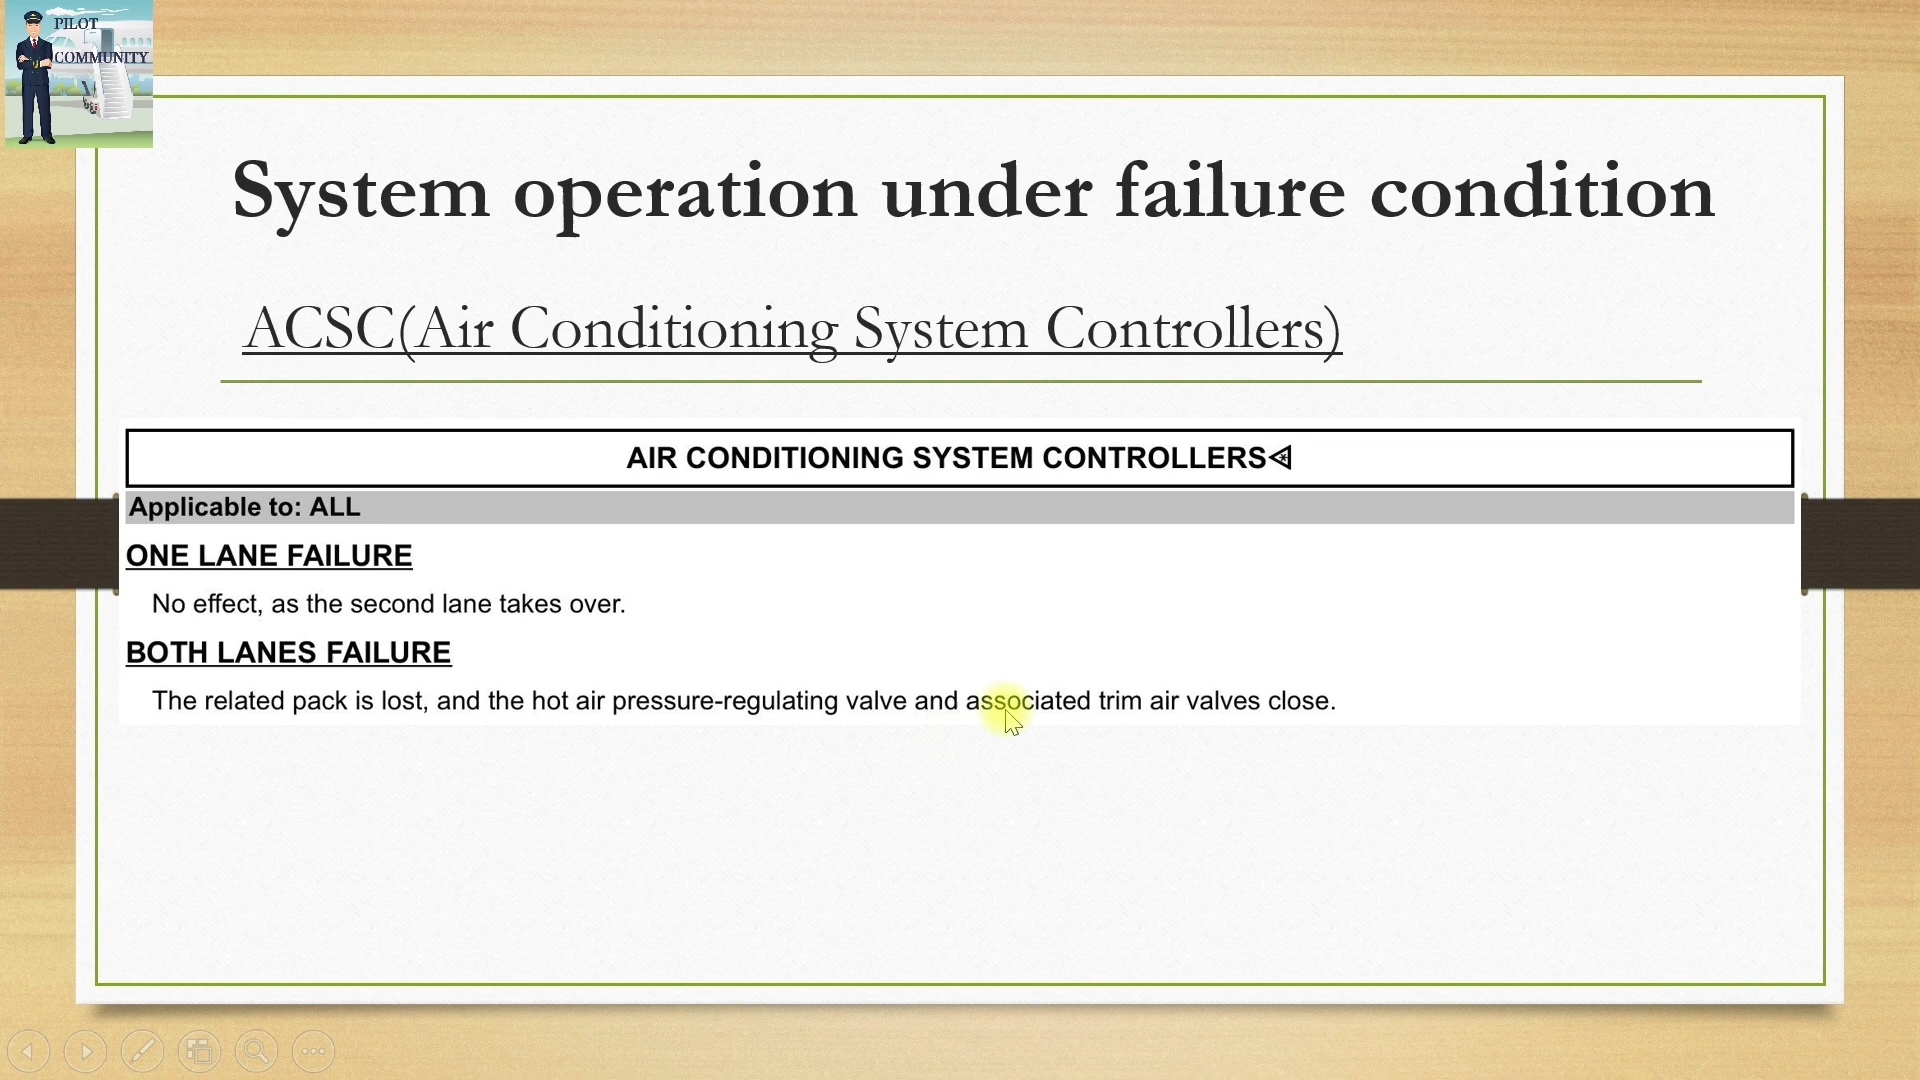 PILOT
COMMUNITY
System operation under failure condition
ACSC(Air Conditioning System Controllers)
AIR CONDITIONING SYSTEM CONTROLLERS
Applicable to: ALL
ONE LANE FAILURE
No effect, as the second lane takes over.
BOTH LANES FAILURE
The related pack is lost, and the hot air pressure-regulating valve and associated trim air valves close.